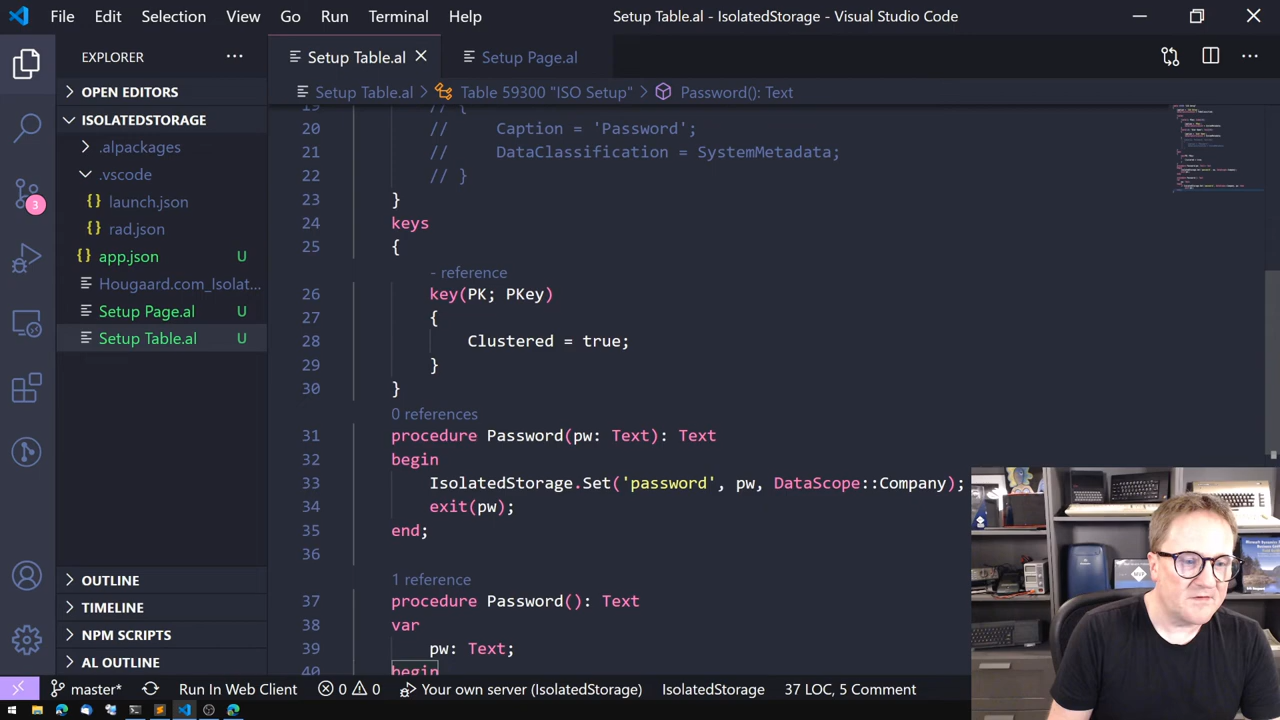 File Edit Selection View Go Run Terminal Help
Setup Table.al - IsolatedStorage - Visual Studio Code
EXPLORER
Setup Table.al
Setup Page.al
OPEN EDITORS
Setup Table.al > Table 59300 "ISO Setup" > Password(): Text
ISOLATEDSTORAGE
.alpackages
.vscode
launch.json
rad.json
app.json U
Hougaard.com_Isolat...
Setup Page.al U
Setup Table.al U
OUTLINE
TIMELINE
NPM SCRIPTS
AL OUTLINE
3
19 // {
20 // Caption = 'Password';
21 // DataClassification = SystemMetadata;
22 // }
23 }
24 keys
25 {
- reference
26 key(PK; PKey)
27 {
28 Clustered = true;
29 }
30 }
0 references
31 procedure Password(pw: Text): Text
32 begin
33 IsolatedStorage.Set('password', pw, DataScope::Company);
34 exit(pw);
35 end;
36
1 reference
37 procedure Password(): Text
38 var
39 pw: Text;
40 begin
master* Run In Web Client 0 0 Your own server (IsolatedStorage) IsolatedStorage 37 LOC, 5 Comment